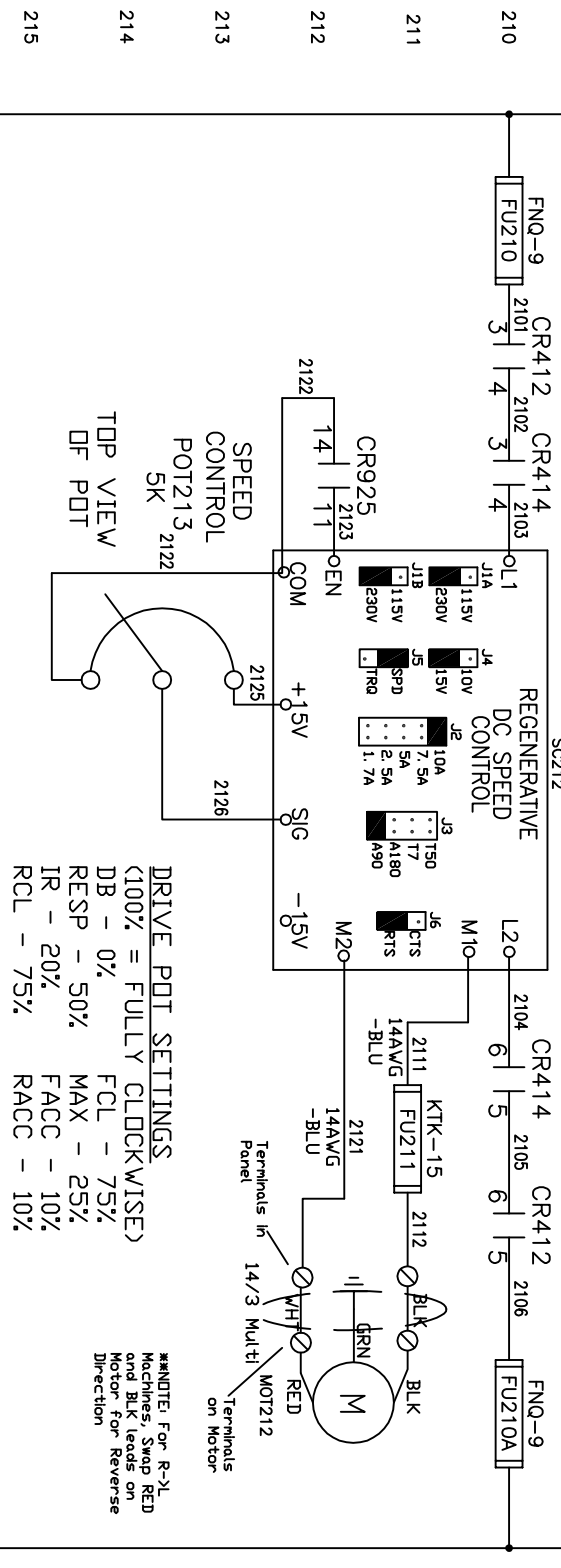 210
211
212
213
214
215
FNQ-9
FU210
2101
CR412
3
4
2102
CR414
3
4
2103
L1
J1A
115V
230V
J1B
115V
230V
J4
10V
15V
J5
SPD
TRQ
REGENERATIVE
DC SPEED
CONTROL
J2
10A
7.5A
5A
2.5A
1.7A
J3
T50
T7
A180
A90
J6
CTS
RTS
L2
M1
M2
2104
CR414
6
5
2105
CR412
6
5
2106
FNQ-9
FU210A
2111
14AWG
-BLU
KTK-15
FU211
2112
BLK
BLK
GRN
M
WHT
RED
MOT212
14/3 Multi
2121
14AWG
-BLU
Terminals in
Panel
Terminals
on Motor
CR925
14
11
2122
2123
EN
COM
+15V
SIG
-15V
SPEED
CONTROL
POT213
5K
2122
2125
2126
TOP VIEW
OF POT
DRIVE POT SETTINGS
(100% = FULLY CLOCKWISE)
DB - 0% FCL - 75%
RESP - 50% MAX - 25%
IR - 20% FACC - 10%
RCL - 75% RACC - 10%
**NOTE: For R->L
Machines, Swap RED
and BLK leads on
Motor for Reverse
Direction